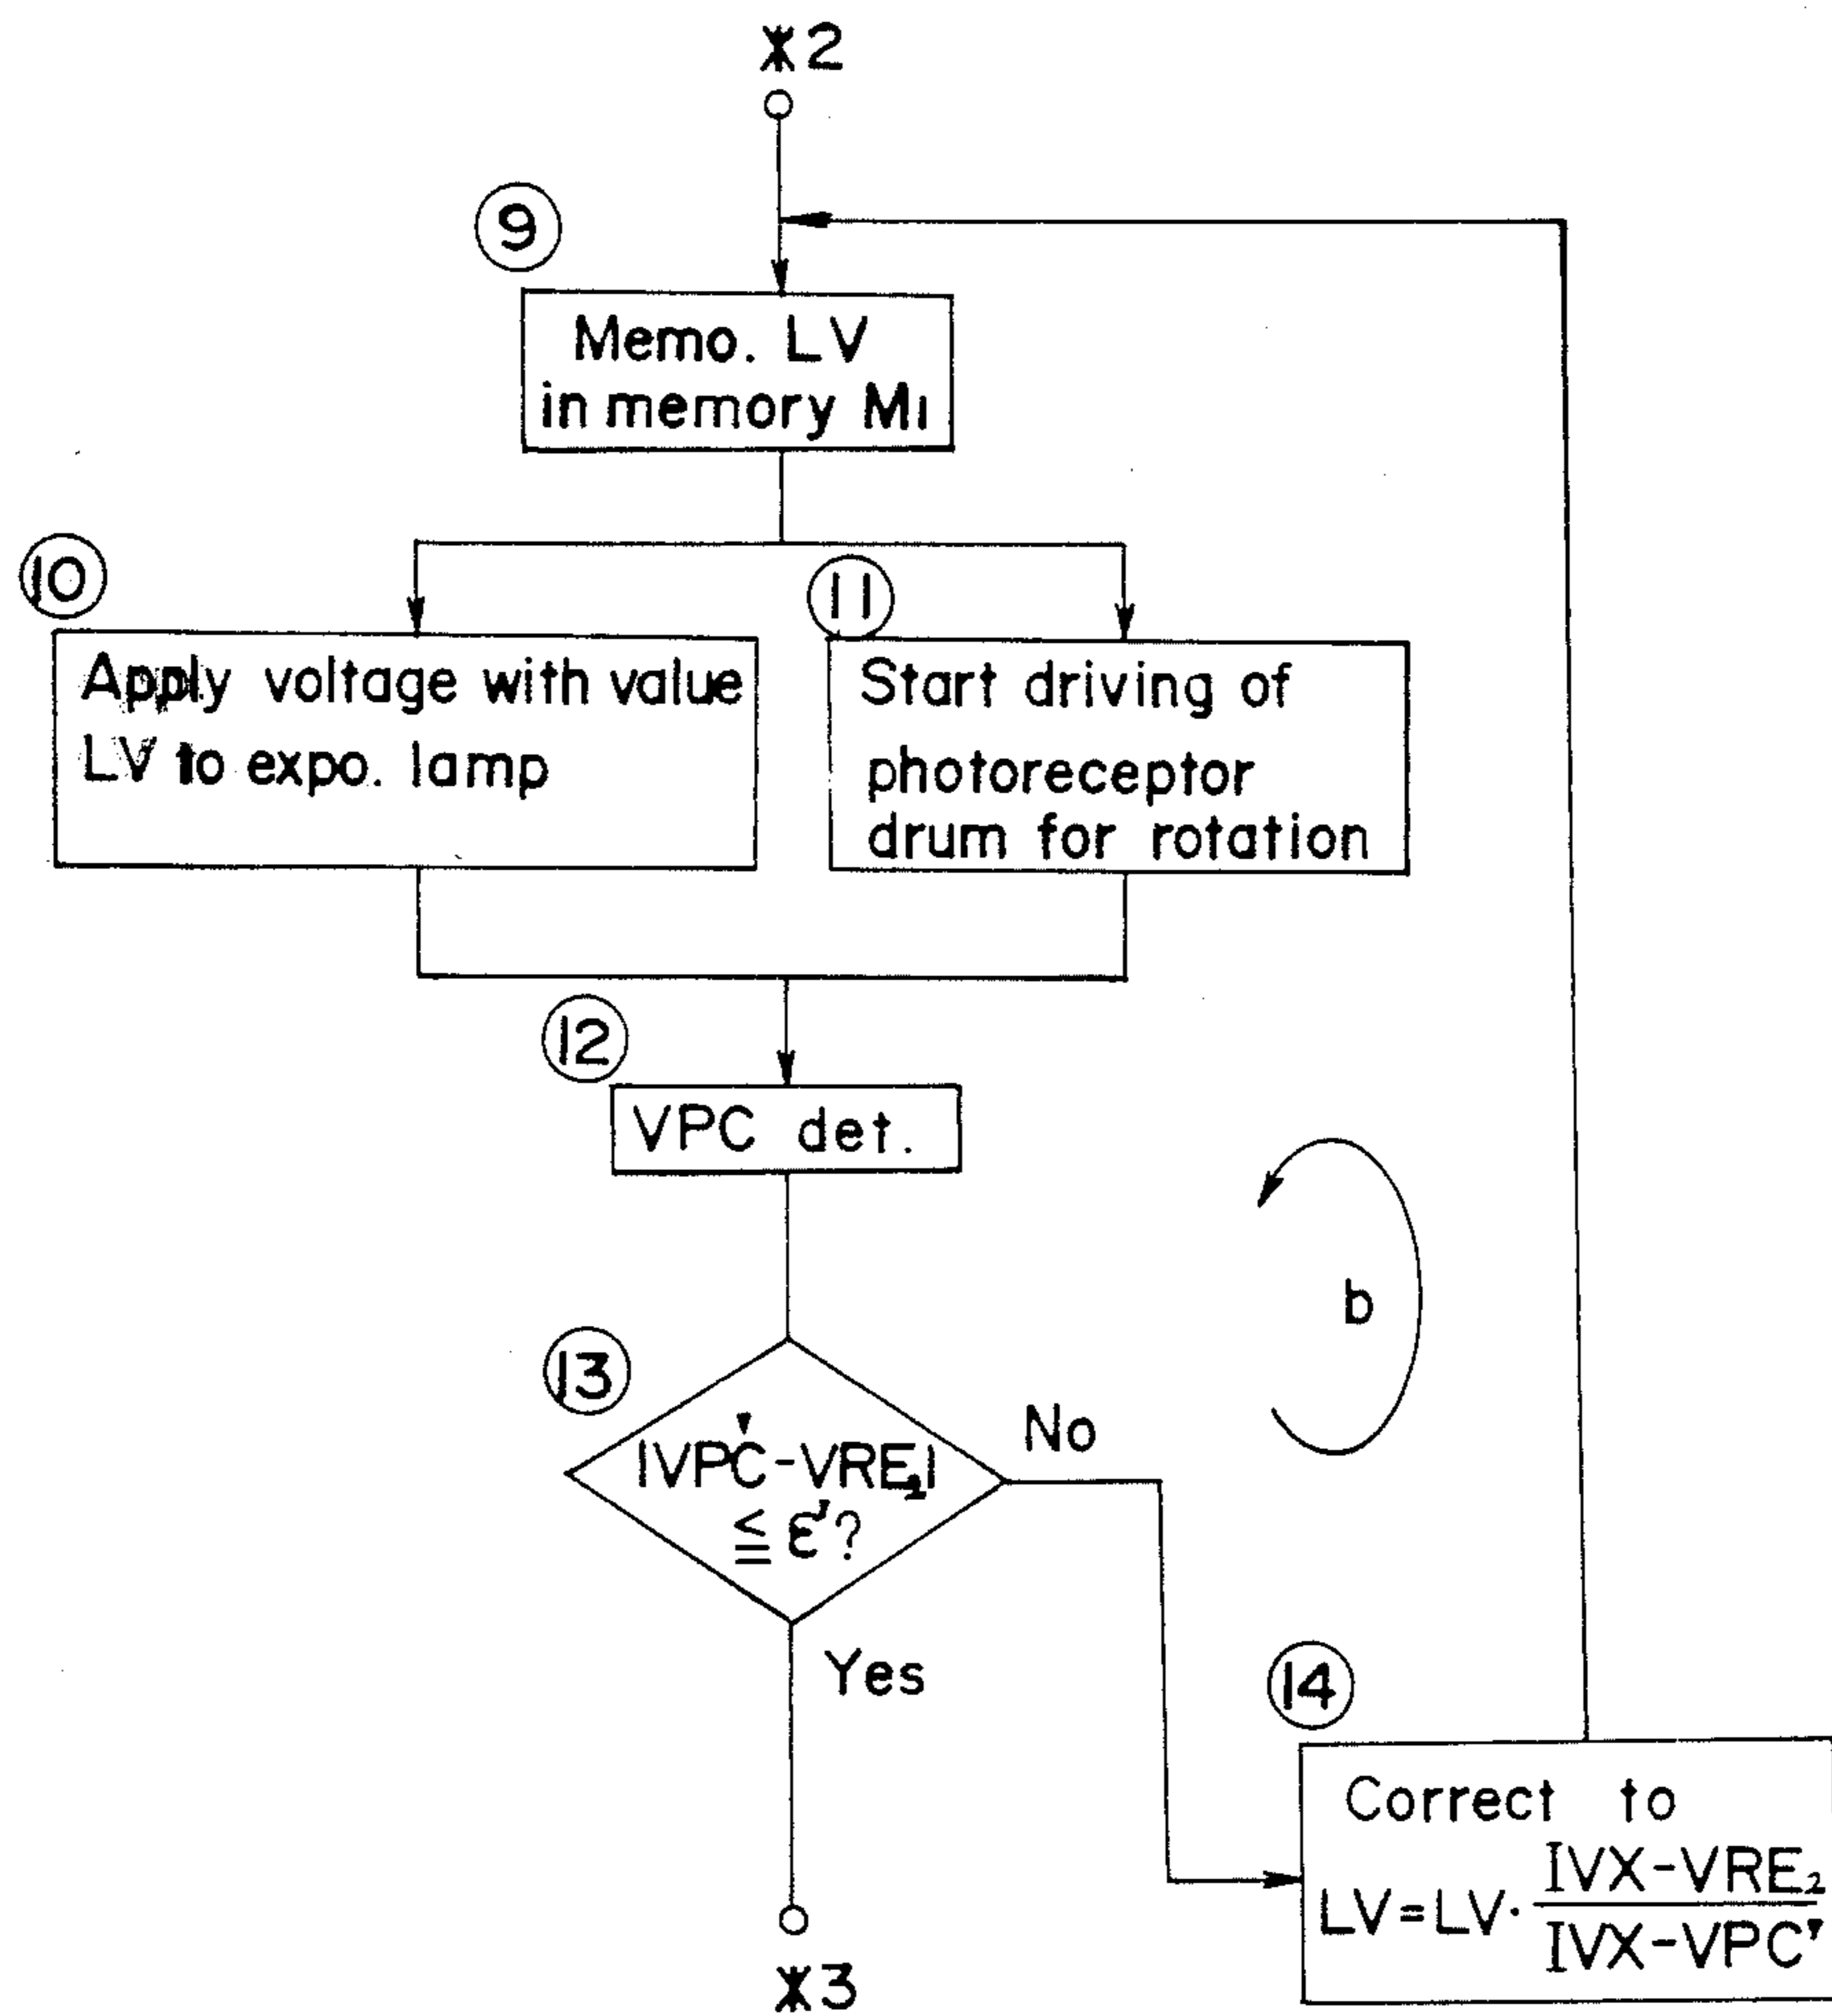 ※2
⑨
Memo. LV
in memory M1
⑩
Apply voltage with value
LV to expo. lamp
⑪
Start driving of
photoreceptor
drum for rotation
⑫
VPC det.
⑬
|VPC'-VRE₂|
≦ ε'?
No
b
Yes
⑭
Correct to
LV=LV· IVX-VRE₂
IVX-VPC'
※3